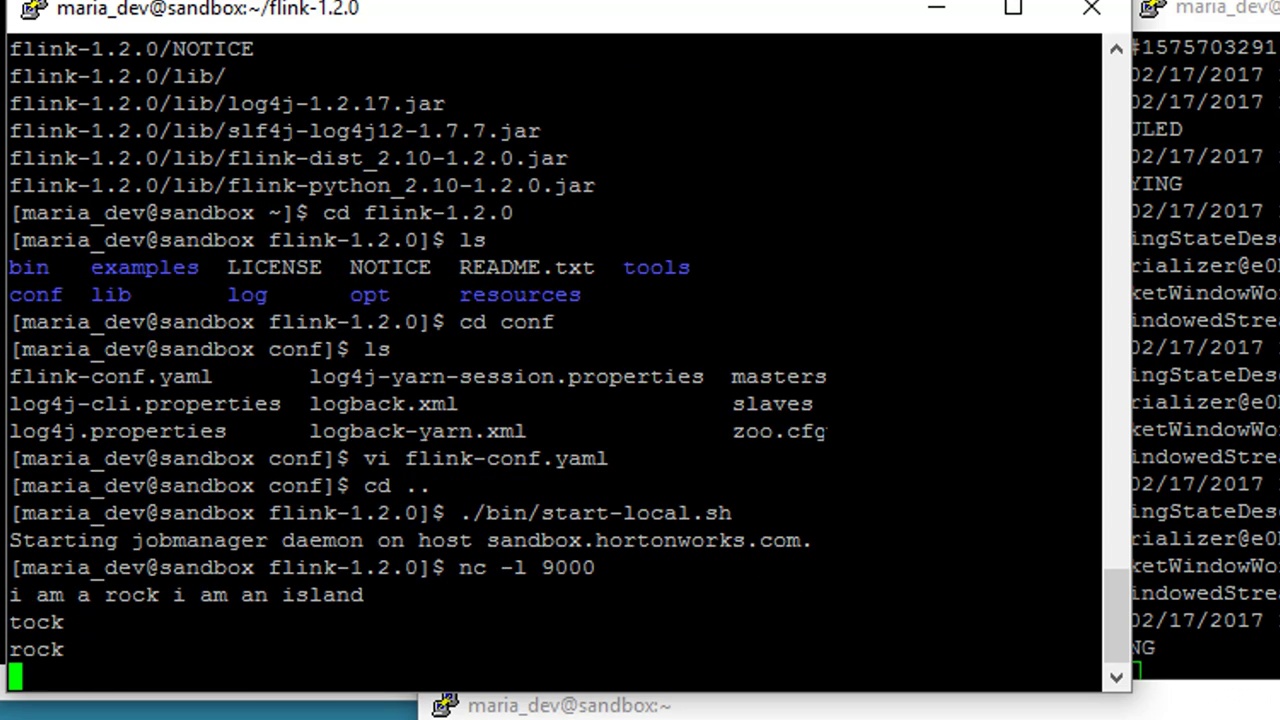 maria_dev@sandbox:~/flink-1.2.0
flink-1.2.0/NOTICE
flink-1.2.0/lib/
flink-1.2.0/lib/log4j-1.2.17.jar
flink-1.2.0/lib/slf4j-log4j12-1.7.7.jar
flink-1.2.0/lib/flink-dist_2.10-1.2.0.jar
flink-1.2.0/lib/flink-python_2.10-1.2.0.jar
[maria_dev@sandbox ~]$ cd flink-1.2.0
[maria_dev@sandbox flink-1.2.0]$ ls
bin examples LICENSE NOTICE README.txt tools
conf lib log opt resources
[maria_dev@sandbox flink-1.2.0]$ cd conf
[maria_dev@sandbox conf]$ ls
flink-conf.yaml log4j-yarn-session.properties masters
log4j-cli.properties logback.xml slaves
log4j.properties logback-yarn.xml zoo.cfg
[maria_dev@sandbox conf]$ vi flink-conf.yaml
[maria_dev@sandbox conf]$ cd ..
[maria_dev@sandbox flink-1.2.0]$ ./bin/start-local.sh
Starting jobmanager daemon on host sandbox.hortonworks.com.
[maria_dev@sandbox flink-1.2.0]$ nc -l 9000
i am a rock i am an island
tock
rock
maria_dev@
#1575703291
02/17/2017
02/17/2017
ULED
02/17/2017
YING
02/17/2017
ingStateDes
rializer@e0
ketWindowWo
indowedStre
02/17/2017
ingStateDes
rializer@e0
ketWindowWo
indowedStre
02/17/2017
ingStateDes
rializer@e0
ketWindowWo
indowedStre
02/17/2017
NG
maria_dev@sandbox:~